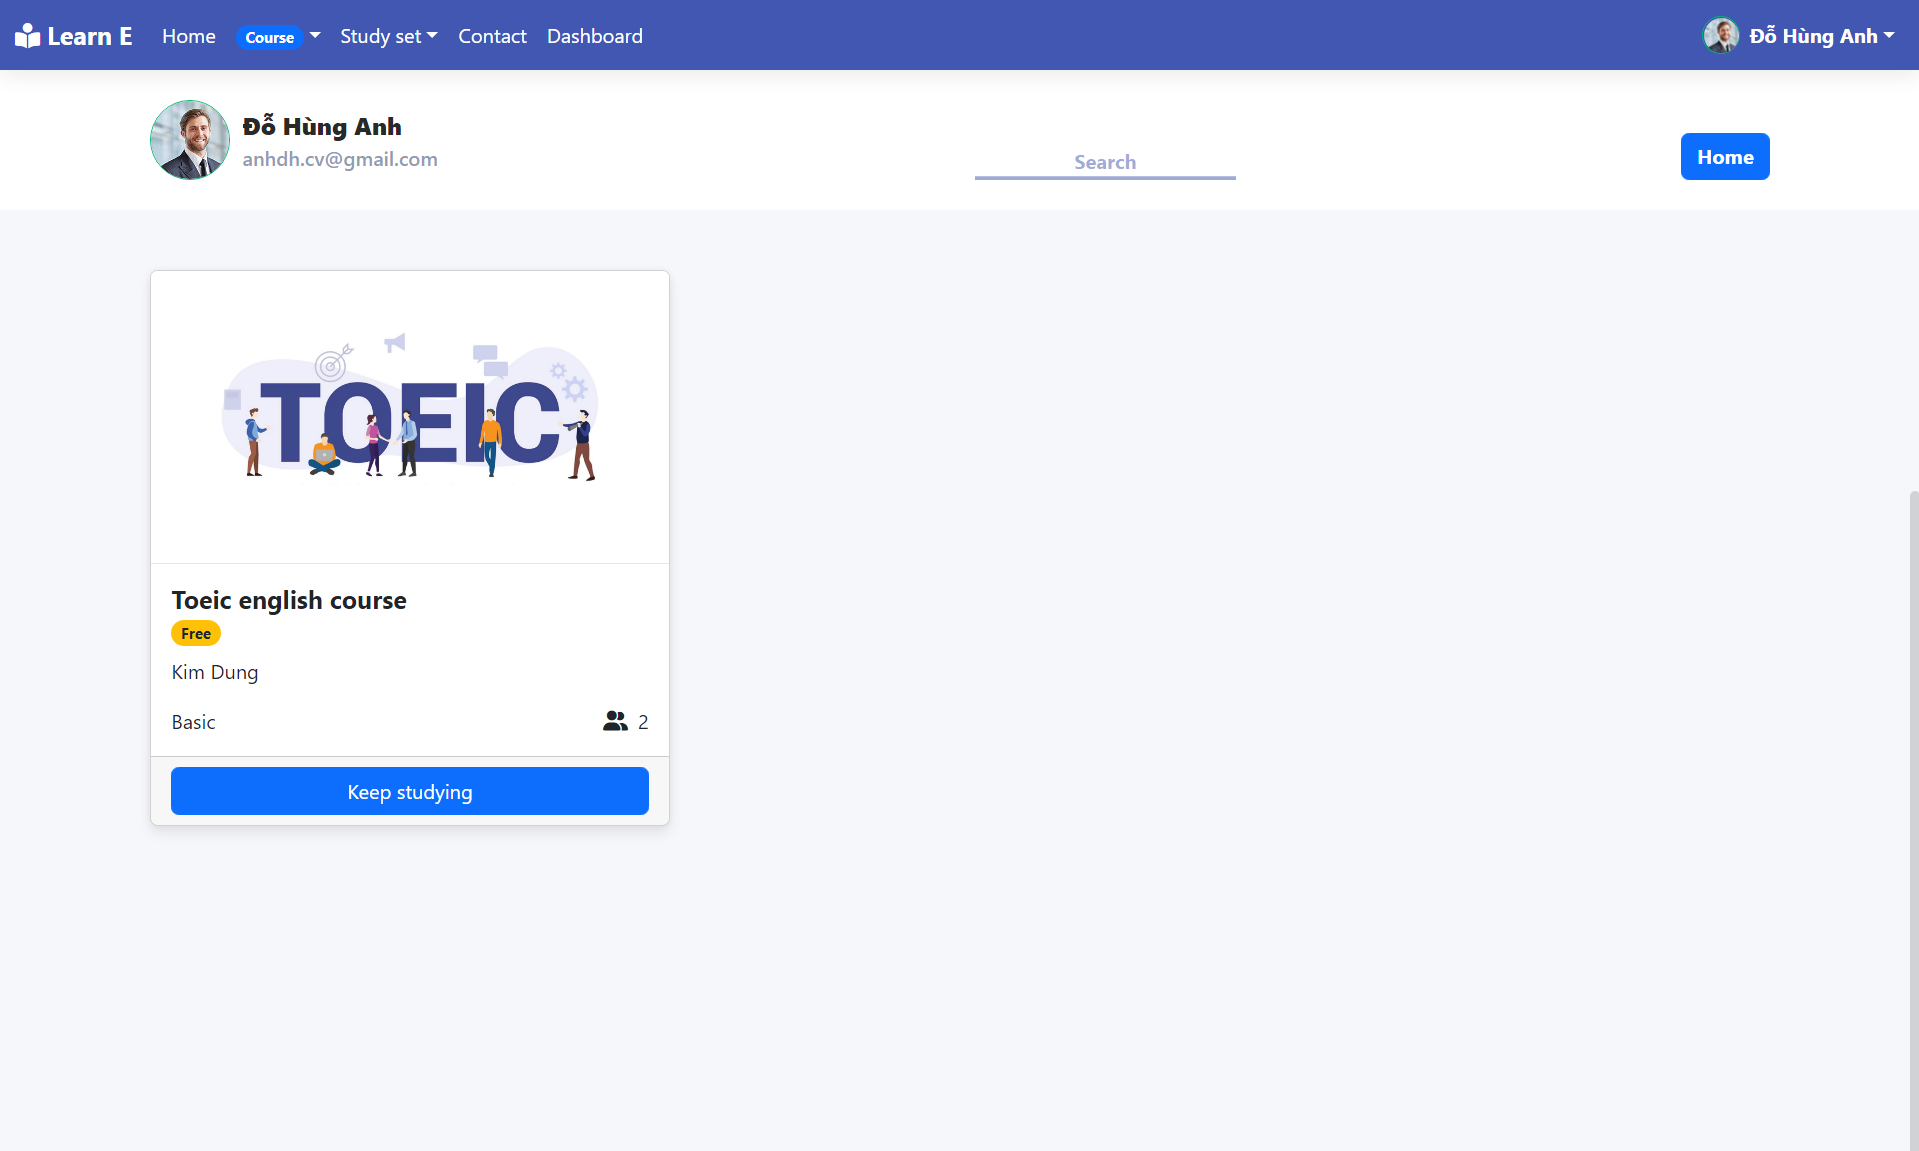 Learn E Home Course Study set Contact Dashboard Đỗ Hùng Anh
Đỗ Hùng Anh
anhdh.cv@gmail.com
Search
Home
TOEIC
Toeic english course
Free
Kim Dung
Basic 2
Keep studying